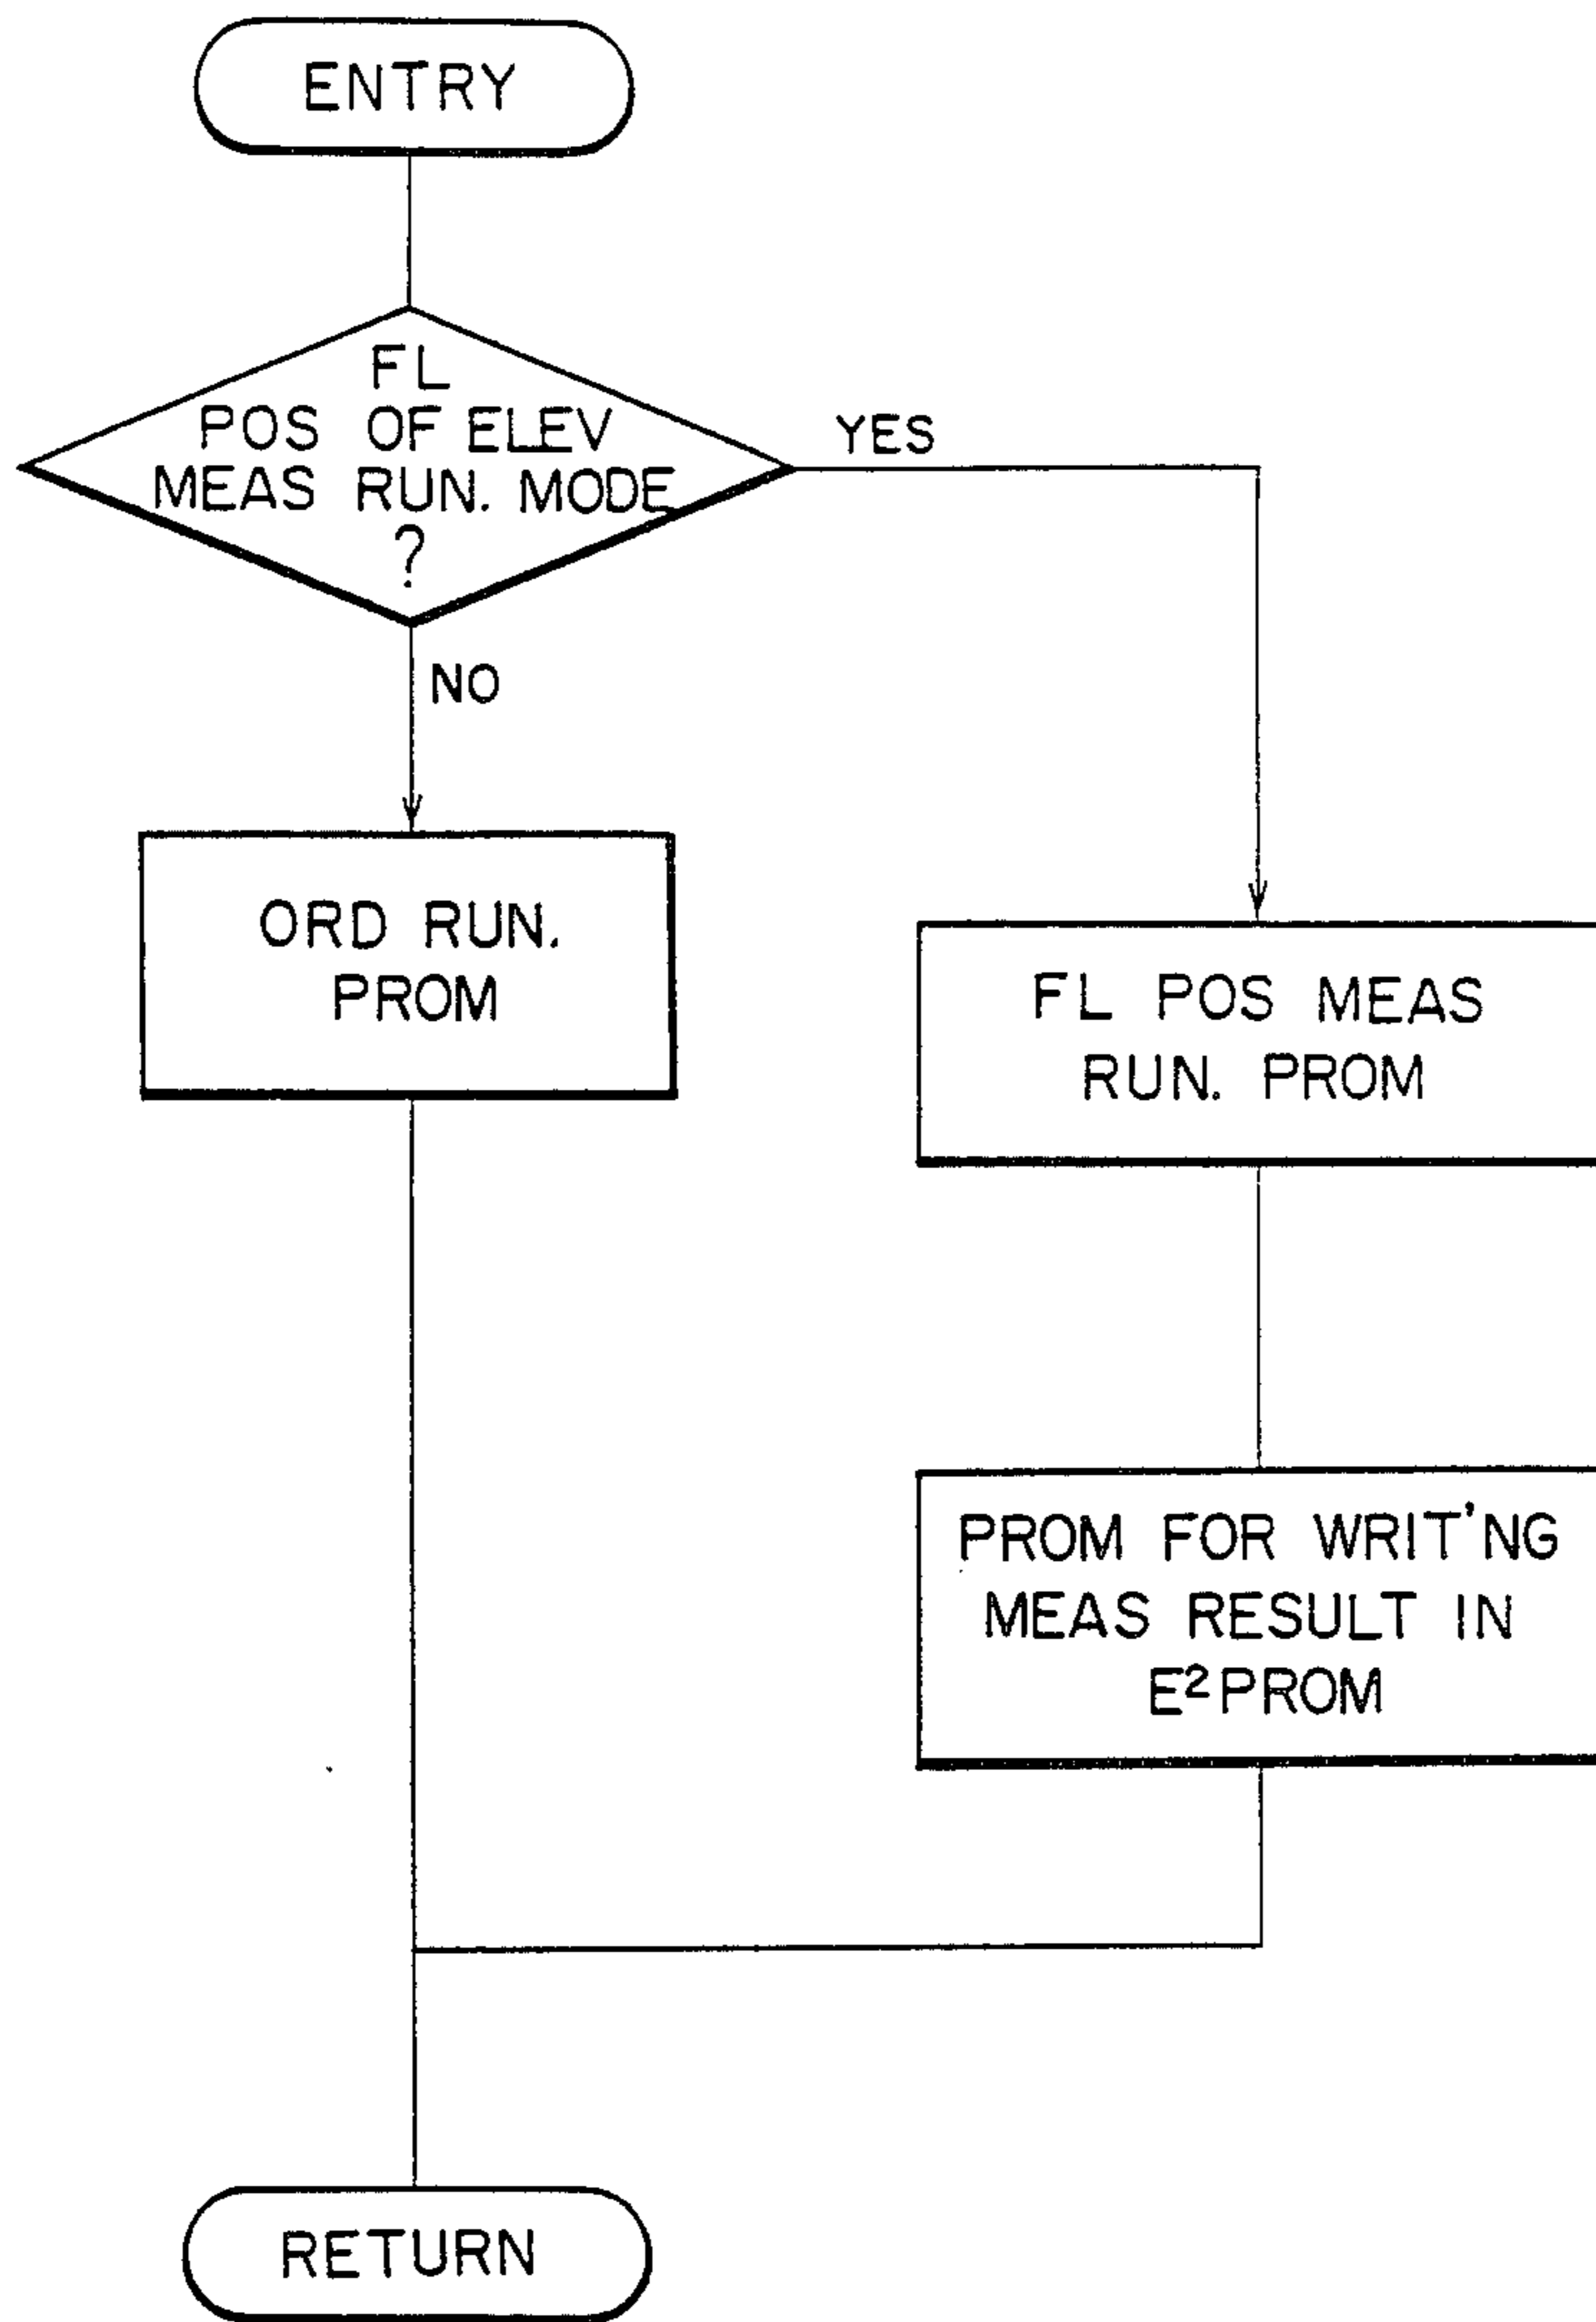 ENTRY
FL
POS OF ELEV
MEAS RUN. MODE
?
YES
NO
ORD RUN.
PROM
FL POS MEAS
RUN. PROM
PROM FOR WRIT'NG
MEAS RESULT IN
E²PROM
RETURN